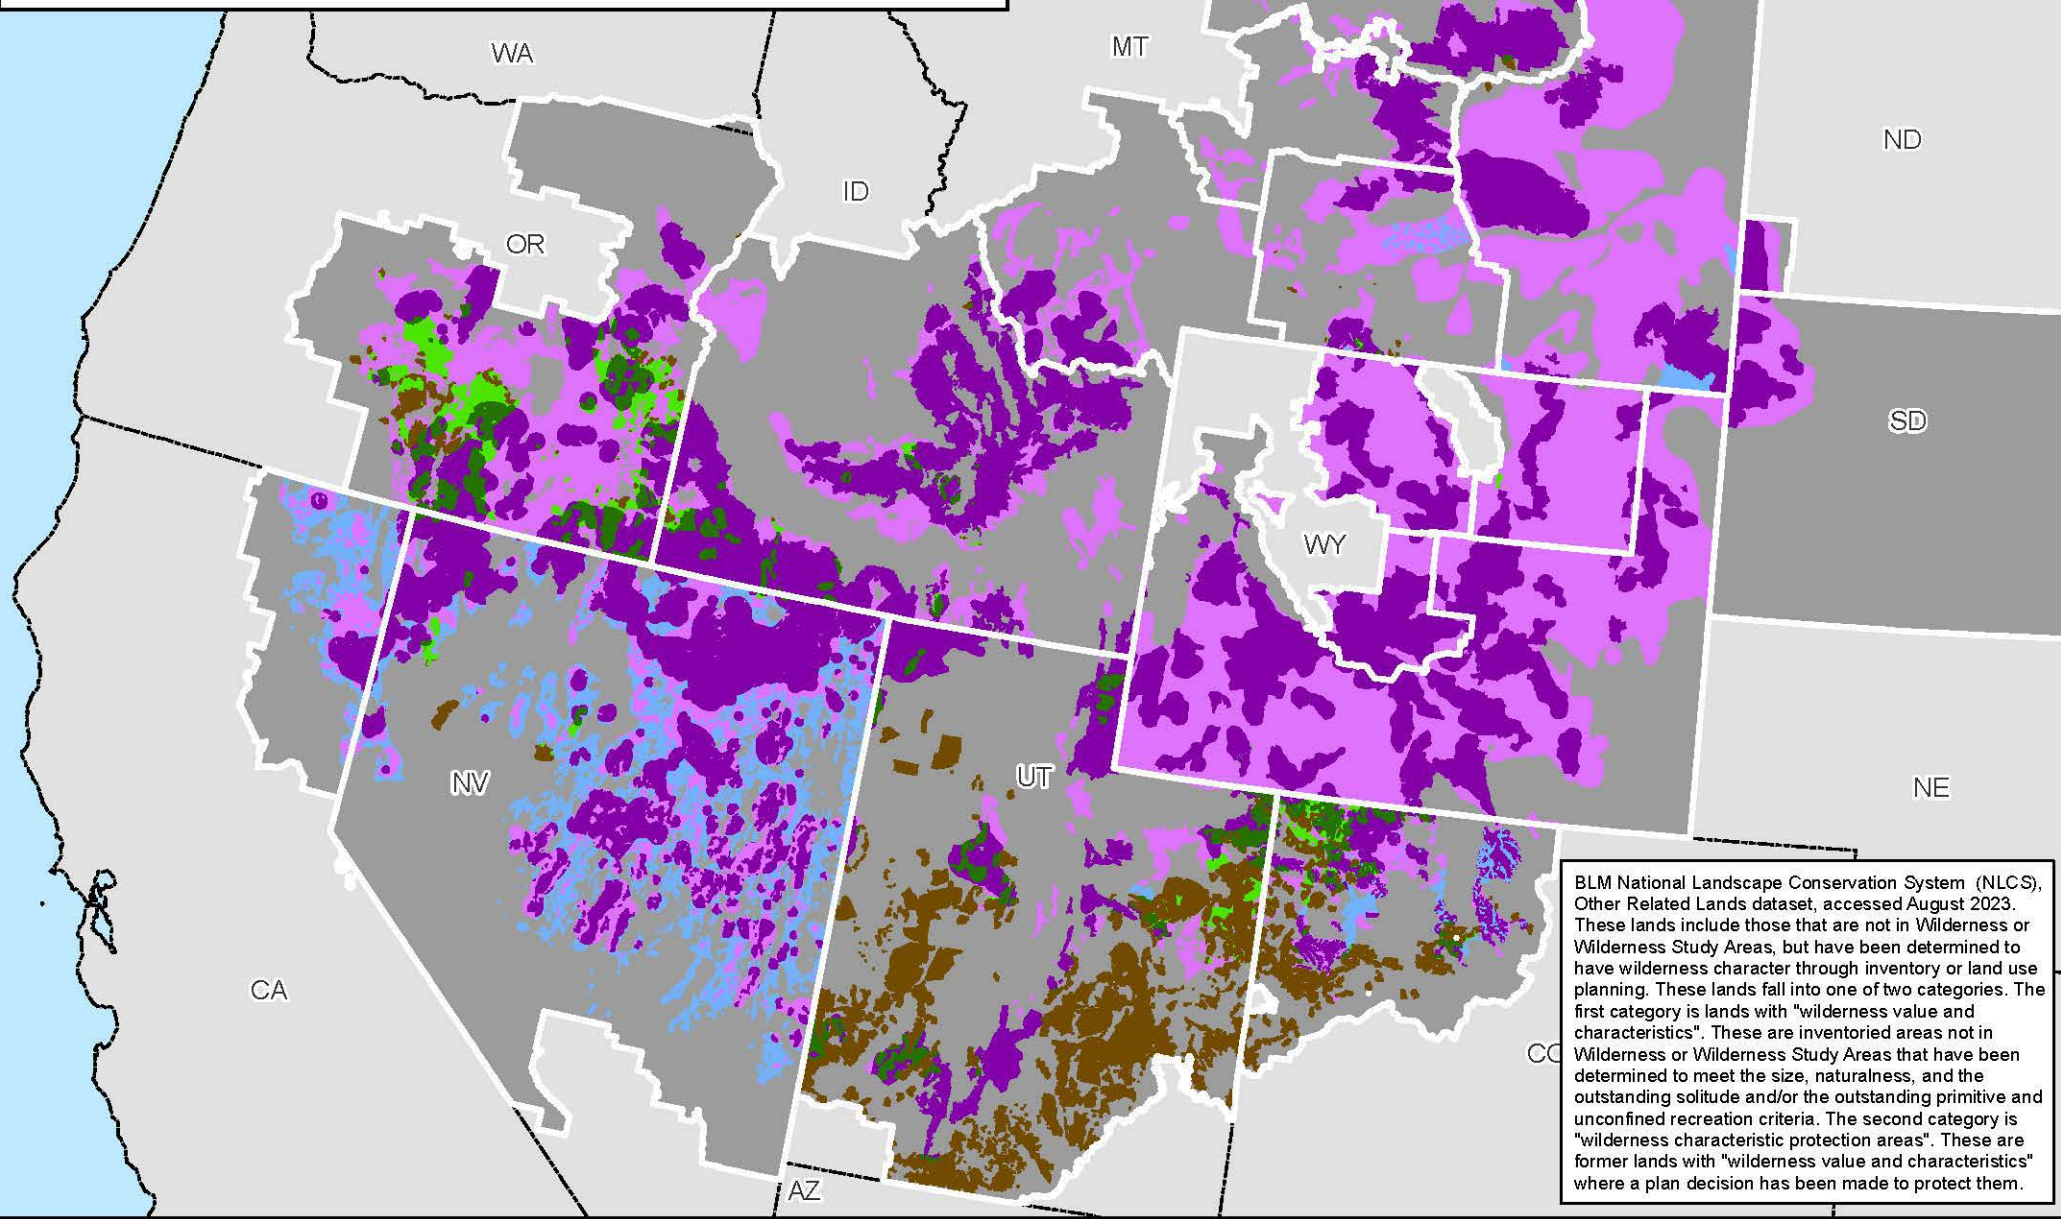 WA
MT
ND
ID
OR
SD
WY
NV
UT
NE
CA
CO
AZ
BLM National Landscape Conservation System (NLCS),
Other Related Lands dataset, accessed August 2023.
These lands include those that are not in Wilderness or
Wilderness Study Areas, but have been determined to
have wilderness character through inventory or land use
planning. These lands fall into one of two categories. The
first category is lands with "wilderness value and
characteristics". These are inventoried areas not in
Wilderness or Wilderness Study Areas that have been
determined to meet the size, naturalness, and the
outstanding solitude and/or the outstanding primitive and
unconfined recreation criteria. The second category is
"wilderness characteristic protection areas". These are
former lands with "wilderness value and characteristics"
where a plan decision has been made to protect them.